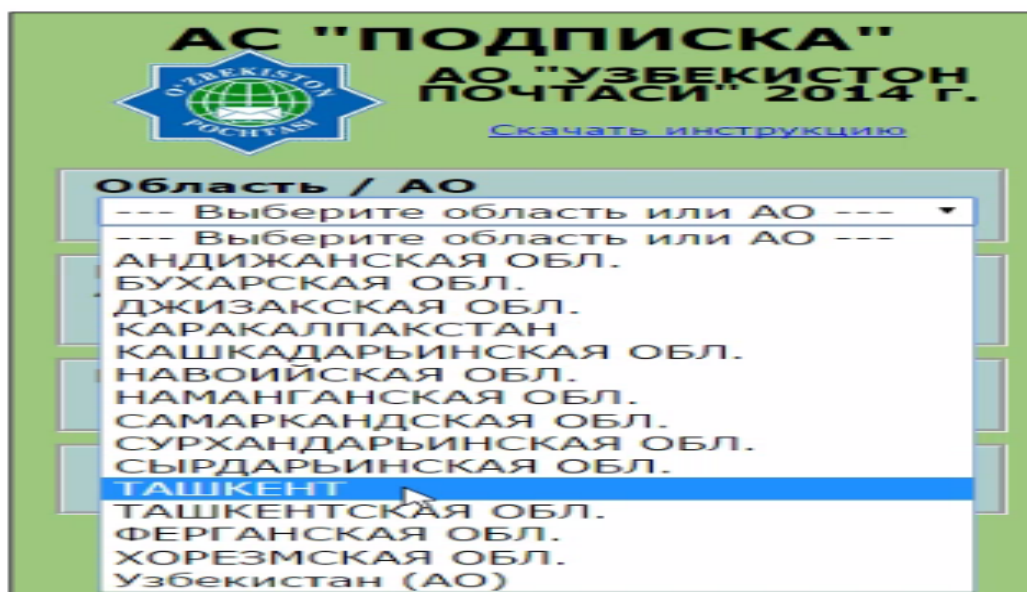 АС "ПОДПИСКА"
O'ZBEKISTON
POCHTASI
АО "УЗБЕКИСТОН
ПОЧТАСИ" 2014 г.
Скачать инструкцию
Область / АО
--- Выберите область или АО ---
--- Выберите область или АО ---
АНДИЖАНСКАЯ ОБЛ.
БУХАРСКАЯ ОБЛ.
ДЖИЗАКСКАЯ ОБЛ.
КАРАКАЛПАКСТАН
КАШКАДАРЬИНСКАЯ ОБЛ.
НАВОИЙСКАЯ ОБЛ.
НАМАНГАНСКАЯ ОБЛ.
САМАРКАНДСКАЯ ОБЛ.
СУРХАНДАРЬИНСКАЯ ОБЛ.
СЫРДАРЬИНСКАЯ ОБЛ.
ТАШКЕНТ
ТАШКЕНТСКАЯ ОБЛ.
ФЕРГАНСКАЯ ОБЛ.
ХОРЕЗМСКАЯ ОБЛ.
Узбекистан (АО)